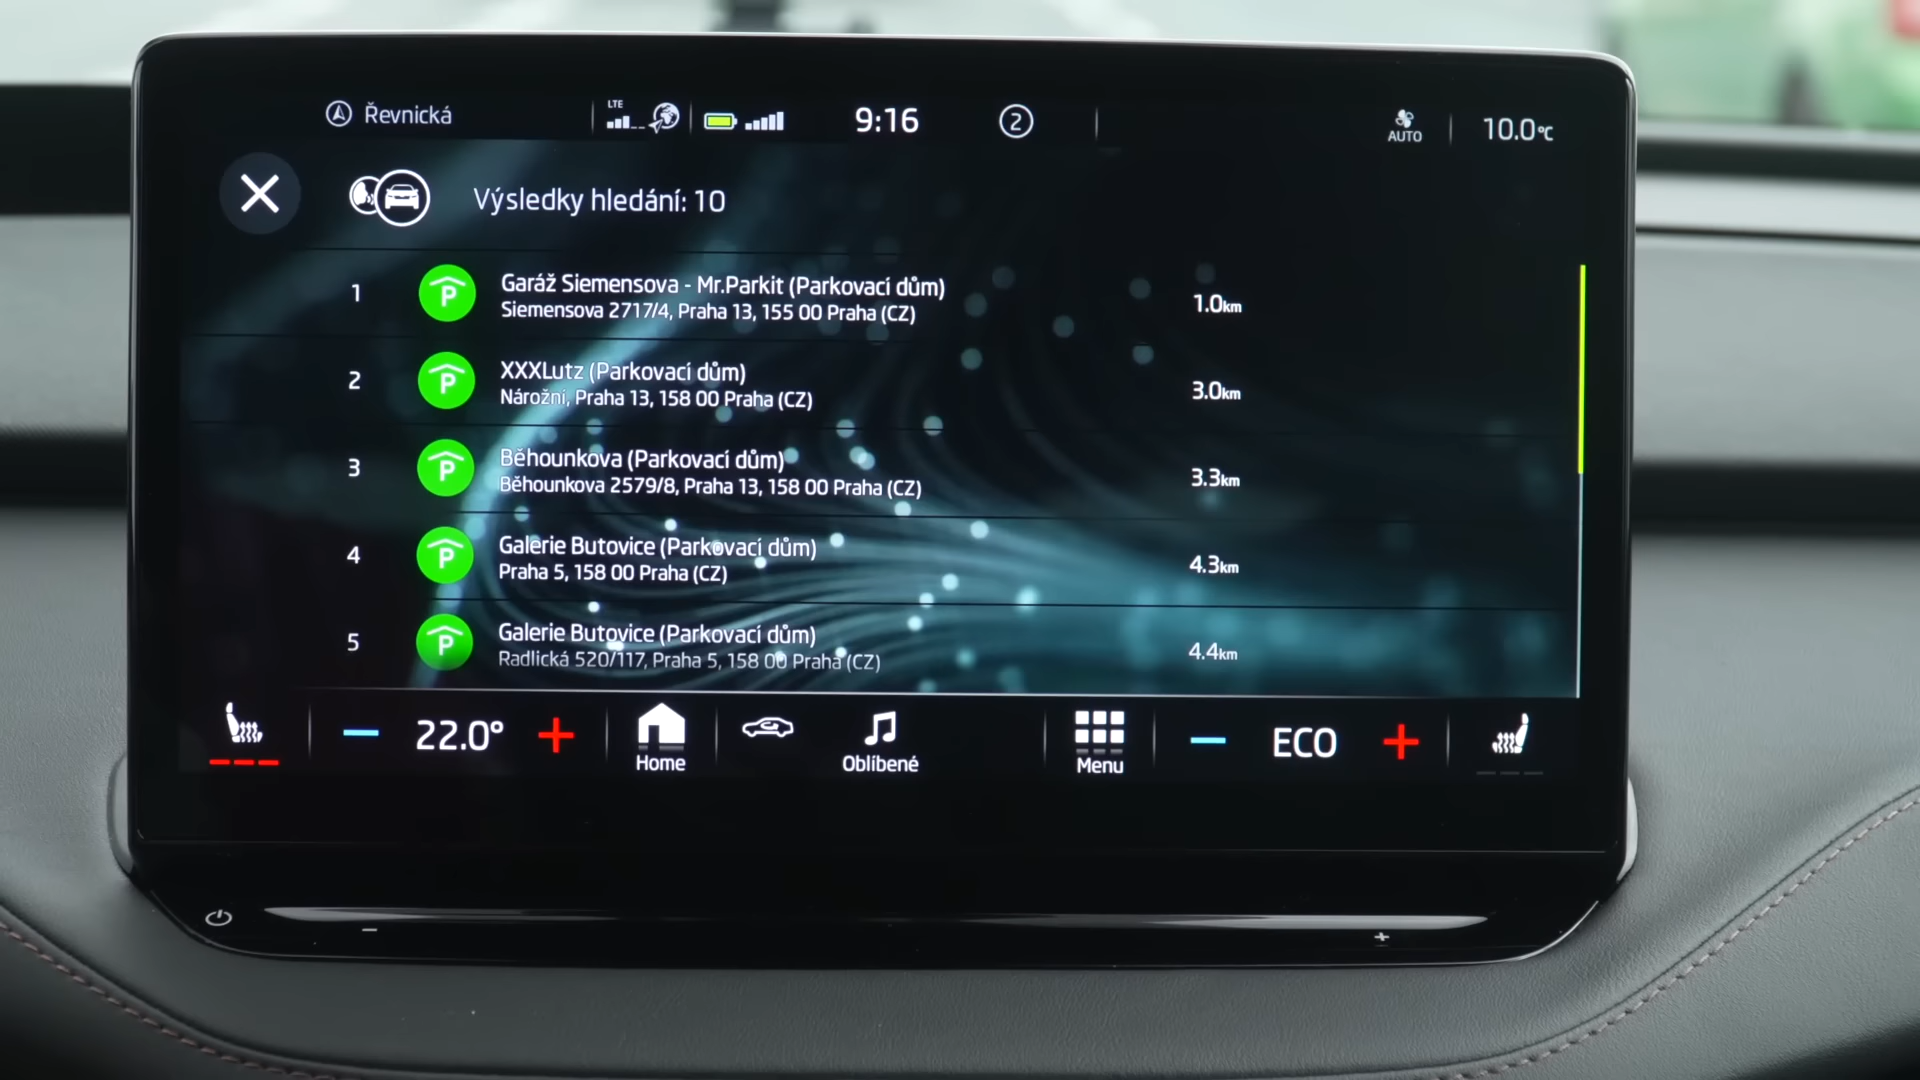 Řevnická
LTE
9:16
2
AUTO
10.0°C
Výsledky hledání: 10
1
P
Garáž Siemensova - Mr.Parkit (Parkovací dům)
Siemensova 2717/4, Praha 13, 155 00 Praha (CZ)
1.0km
2
P
XXXLutz (Parkovací dům)
Nárožní, Praha 13, 158 00 Praha (CZ)
3.0km
3
P
Běhounkova (Parkovací dům)
Běhounkova 2579/8, Praha 13, 158 00 Praha (CZ)
3.3km
4
P
Galerie Butovice (Parkovací dům)
Praha 5, 158 00 Praha (CZ)
4.3km
5
P
Galerie Butovice (Parkovací dům)
Radlická 520/117, Praha 5, 158 00 Praha (CZ)
4.4km
22.0°
Home
Oblíbené
Menu
ECO